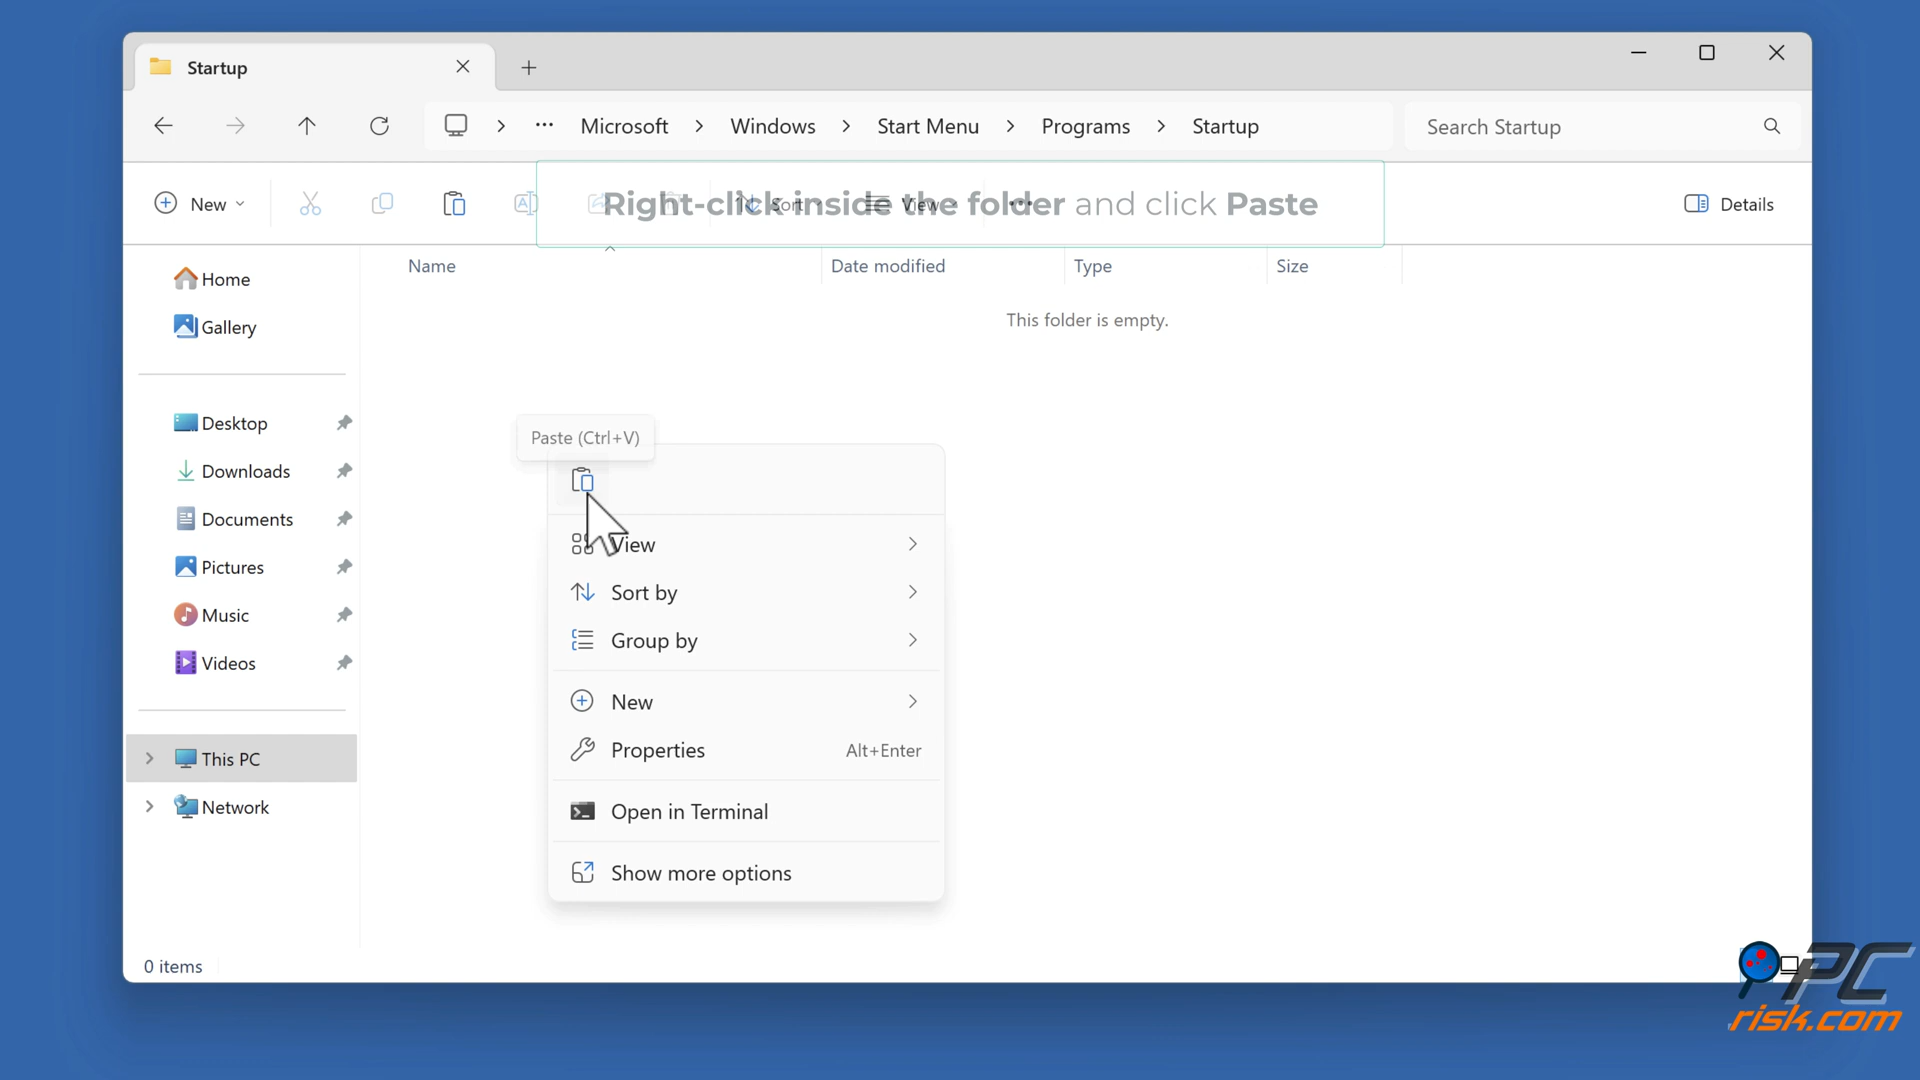 Startup
Microsoft Windows Start Menu Programs Startup
Search Startup
New
Sort
View
Details
Right-click inside the folder and click Paste
Name Date modified Type Size
This folder is empty.
Home
Gallery
Desktop
Downloads
Documents
Pictures
Music
Videos
This PC
Network
Paste (Ctrl+V)
View
Sort by
Group by
New
Properties Alt+Enter
Open in Terminal
Show more options
0 items
PC
risk.com